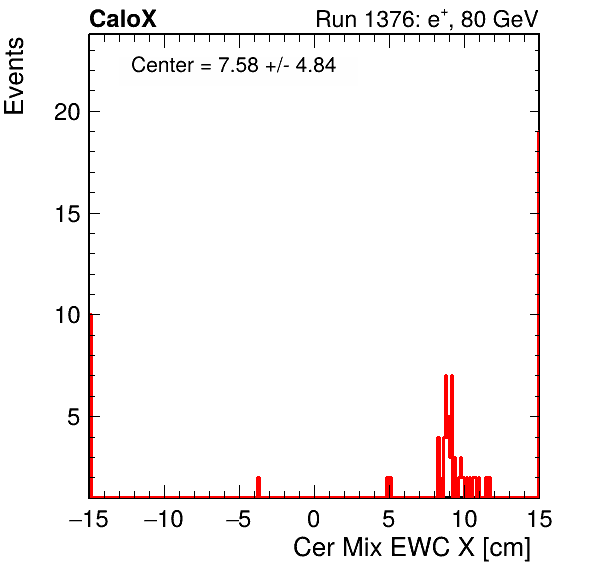 CaloX Run 1376: e⁺, 80 GeV
Center = 7.58 +/- 4.84
Events
20
15
10
5
−15 −10 −5 0 5 10 15
Cer Mix EWC X [cm]